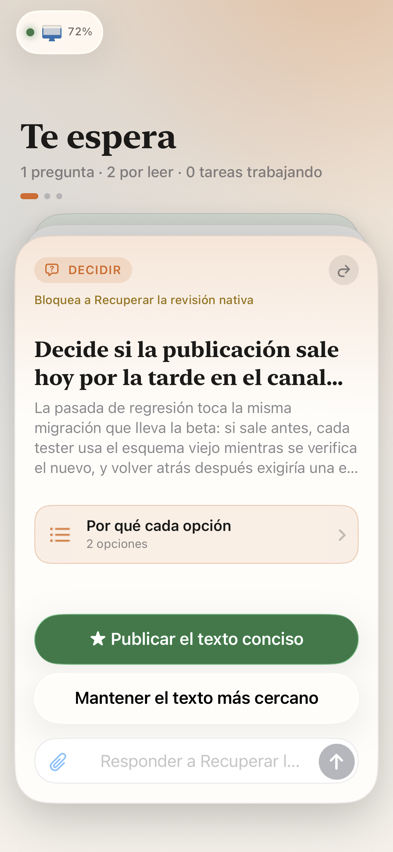 72%
Te espera
1 pregunta · 2 por leer · 0 tareas trabajando
DECIDIR
Bloquea a Recuperar la revisión nativa
Decide si la publicación sale
hoy por la tarde en el canal...
La pasada de regresión toca la misma
migración que lleva la beta: si sale antes, cada
tester usa el esquema viejo mientras se verifica
el nuevo, y volver atrás después exigiría una e...
Por qué cada opción
2 opciones
Publicar el texto conciso
Mantener el texto más cercano
Responder a Recuperar l...